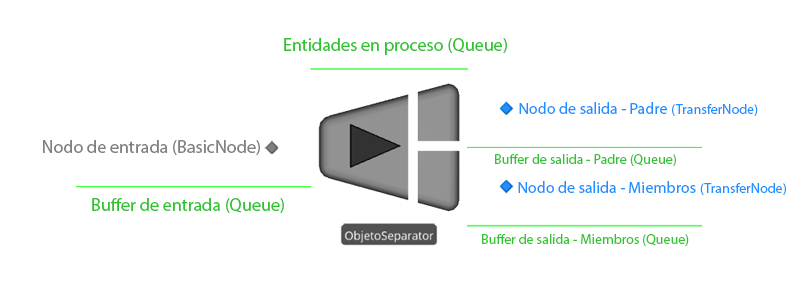 Entidades en proceso (Queue)
Nodo de salida - Padre (TransferNode)
Nodo de entrada (BasicNode)
Buffer de salida - Padre (Queue)
Nodo de salida - Miembros (TransferNode)
Buffer de entrada (Queue)
ObjetoSeparator
Buffer de salida - Miembros (Queue)